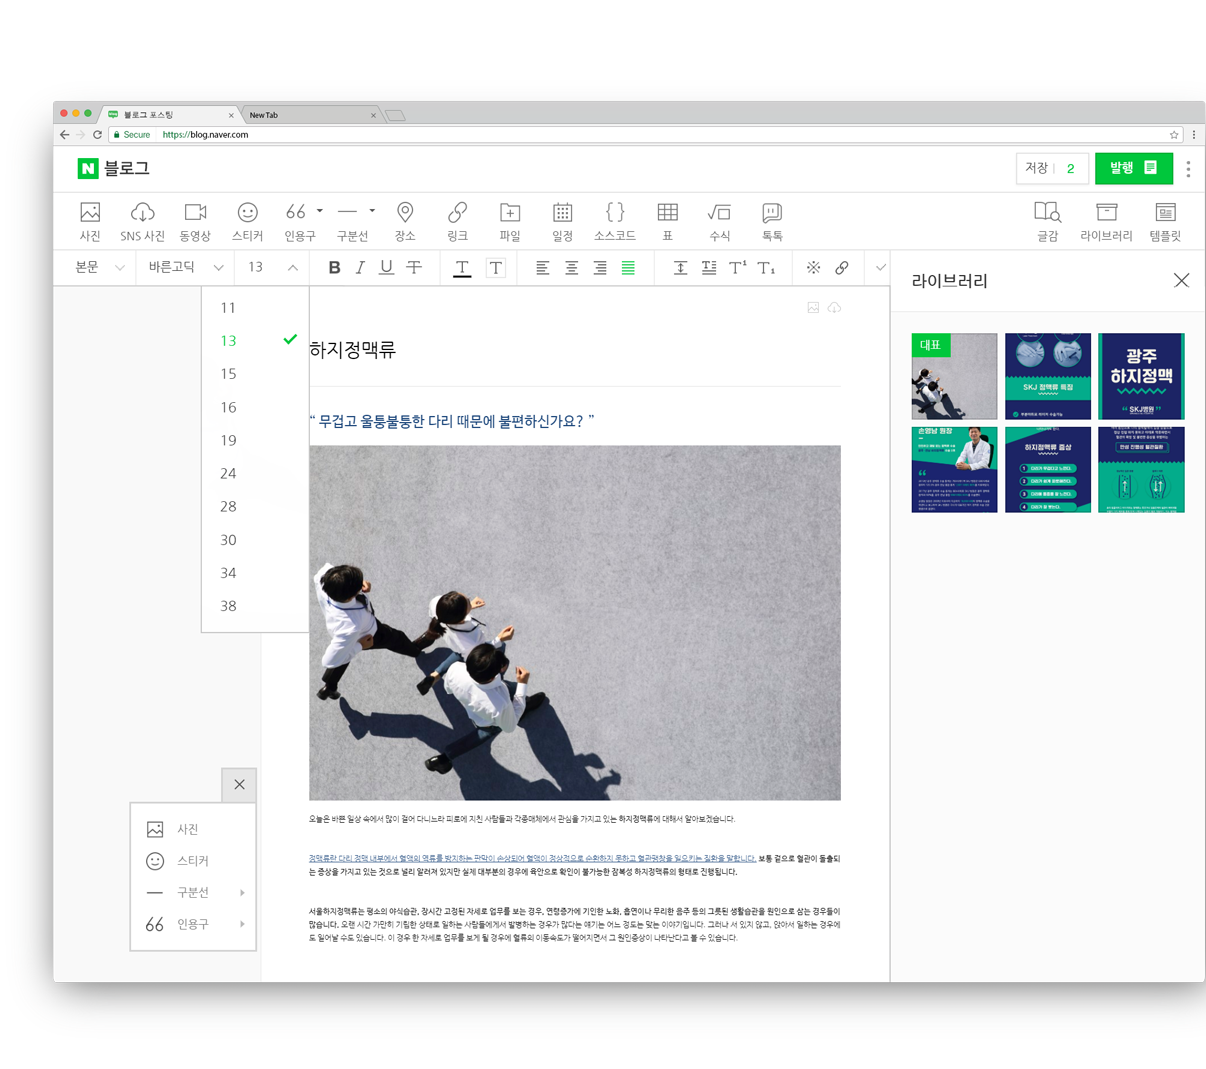 블로그 포스팅
New Tab
Secure
https://blog.naver.com
N 블로그
저장 2
발행
사진
SNS 사진
동영상
스티커
인용구
구분선
장소
링크
파일
일정
소스코드
표
수식
톡톡
글감
라이브러리
템플릿
본문
바른고딕
13
B I U T T T
라이브러리
11
13
15
16
19
24
28
30
34
38
하지정맥류
“ 무겁고 울퉁불퉁한 다리 때문에 불편하신가요? ”
오늘은 바쁜 일상 속에서 많이 걸어 다니느라 피로에 지친 사람들과 각종매체에서 관심을 가지고 있는 하지정맥류에 대해서 알아보겠습니다.
정맥류란 다리 정맥 내부에서 혈액의 역류를 방지하는 판막이 손상되어 혈액이 정상적으로 순환하지 못하고 혈관팽창을 일으키는 질환을 말합니다. 보통 겉으로 혈관이 돌출되
는 증상을 가지고 있는 것으로 널리 알려져 있지만 실제 대부분의 경우에 육안으로 확인이 불가능한 잠복성 하지정맥류의 형태로 진행됩니다.
서울하지정맥류는 평소의 야식습관, 장시간 고정된 자세로 업무를 보는 경우, 연령증가에 기인한 노화, 흡연이나 무리한 음주 등의 그릇된 생활습관을 원인으로 삼는 경우들이
많습니다. 오랜 시간 가만히 기립한 상태로 일하는 사람들에게서 발병하는 경우가 많다는 얘기는 어느 정도는 맞는 이야기입니다. 그러나 서 있지 않고, 앉아서 일하는 경우에
도 일어날 수도 있습니다. 이 경우 한 자세로 업무를 보게 될 경우에 혈류의 이동속도가 떨어지면서 그 원인증상이 나타난다고 볼 수 있습니다.
사진
스티커
구분선
인용구
대표
SKJ 정맥류 특징
광주
하지정맥
“ SKJ병원 ”
손영남 원장
하지정맥류 증상
1 다리가 무겁다고 느낀다.
만성 진행성 혈관질환